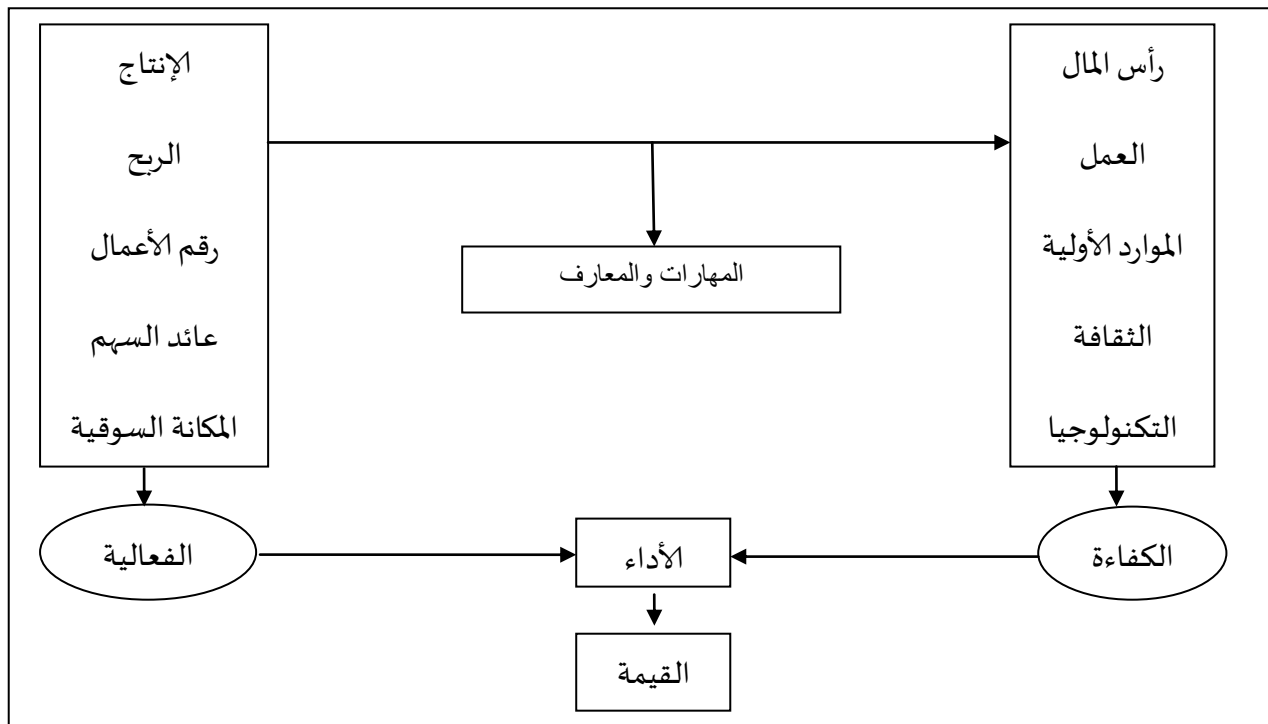 رأس المال
العمل
الموارد الأولية
الثقافة
التكنولوجيا
الإنتاج
الربح
رقم الأعمال
عائد السهم
المكانة السوقية
المهارات والمعارف
الكفاءة
الأداء
الفعالية
القيمة